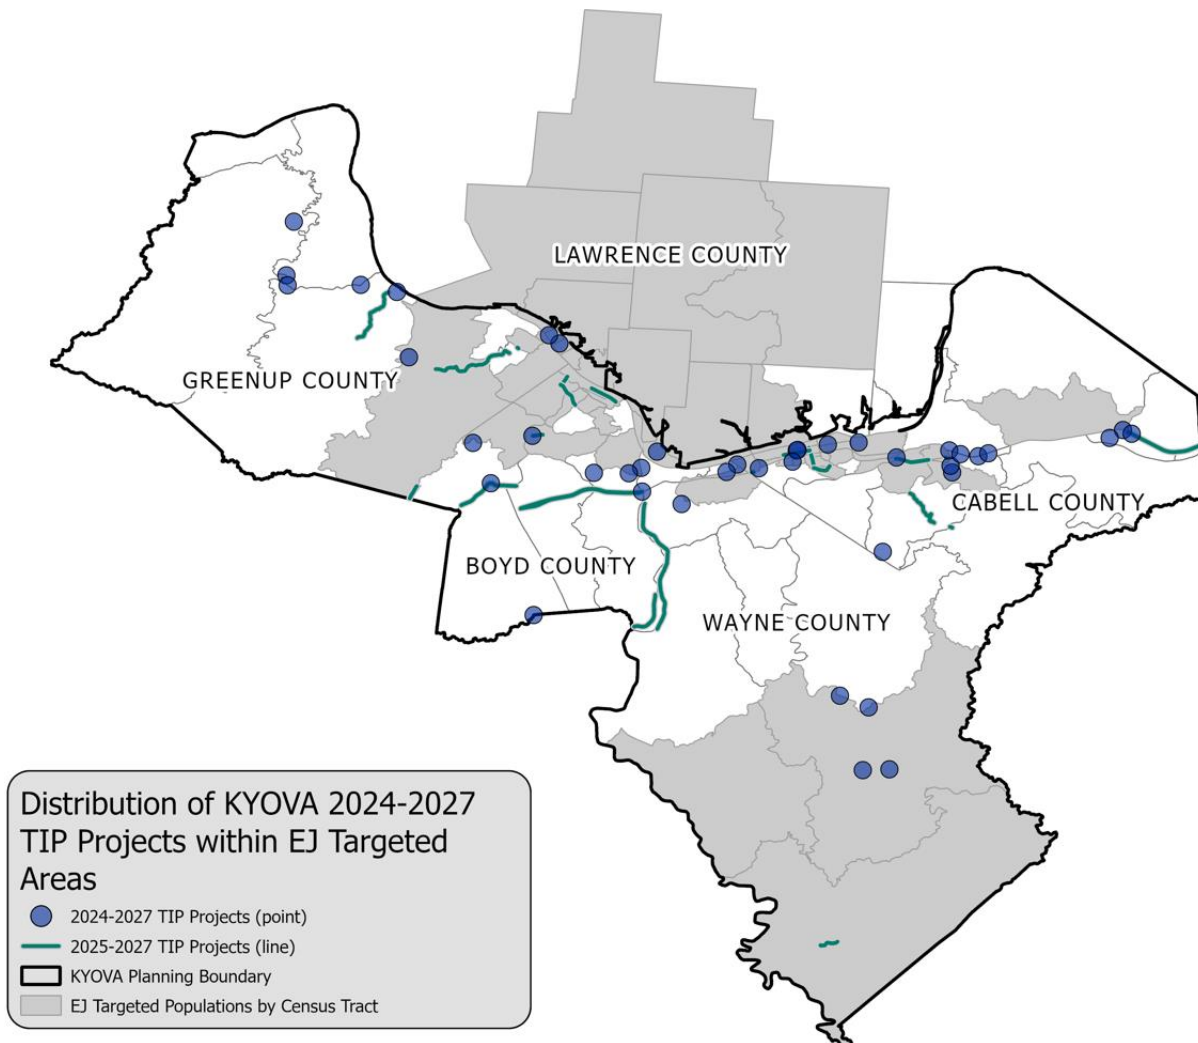 LAWRENCE COUNTY
GREENUP COUNTY
CABELL COUNTY
BOYD COUNTY
WAYNE COUNTY
Distribution of KYOVA 2024-2027
TIP Projects within EJ Targeted
Areas
2024-2027 TIP Projects (point)
2025-2027 TIP Projects (line)
KYOVA Planning Boundary
EJ Targeted Populations by Census Tract